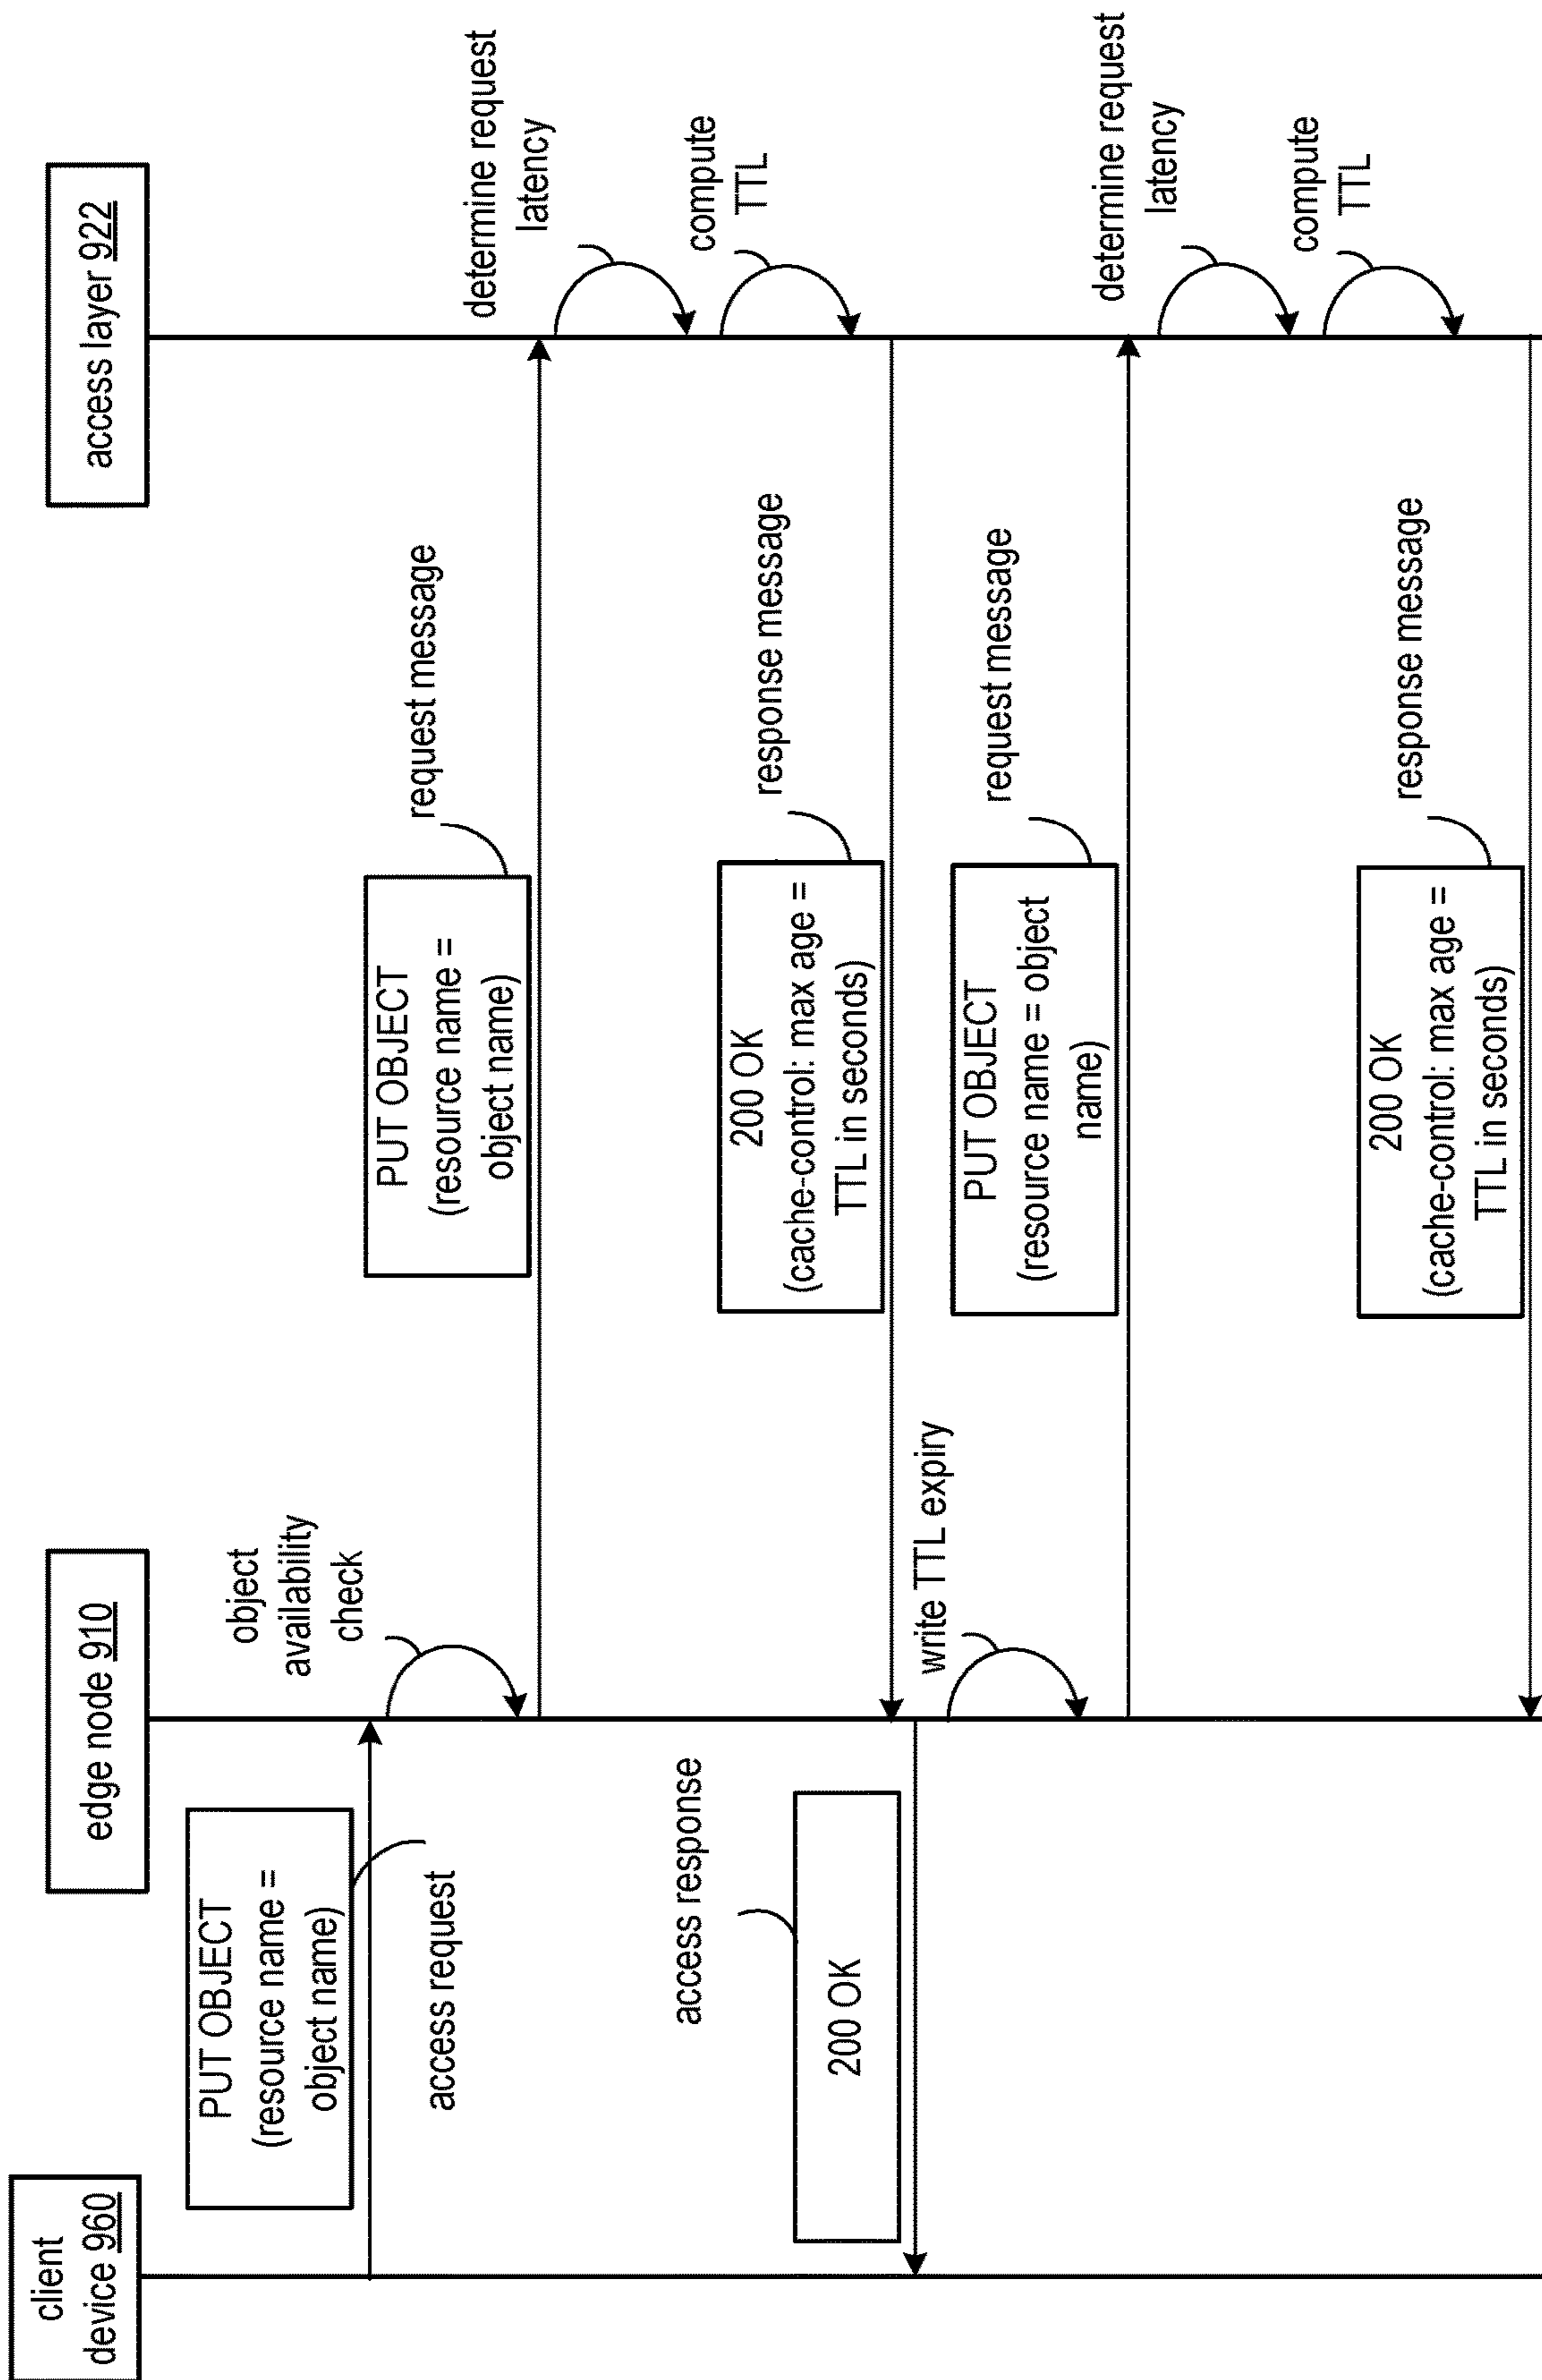 client
device 960
edge node 910
access layer 922
PUT OBJECT
(resource name =
object name)
access request
object
availability
check
PUT OBJECT
(resource name =
object name)
request message
determine request
latency
compute
TTL
200 OK
(cache-control: max age =
TTL in seconds)
response message
access response
200 OK
write TTL expiry
PUT OBJECT
(resource name = object
name)
request message
determine request
latency
compute
TTL
200 OK
(cache-control: max age =
TTL in seconds)
response message